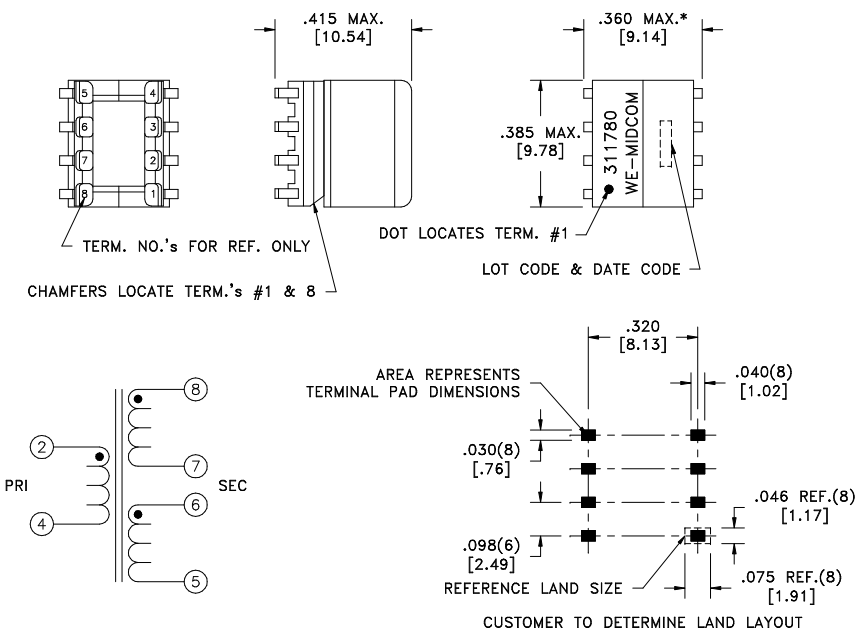 .415 MAX.
[10.54]
.360 MAX.*
[9.14]
5
4
6
3
7
2
8
1
.385 MAX.
[9.78]
311780
WE-MIDCOM
TERM. NO.'s FOR REF. ONLY
DOT LOCATES TERM. #1
LOT CODE & DATE CODE
CHAMFERS LOCATE TERM.'s #1 & 8
.320
[8.13]
AREA REPRESENTS
TERMINAL PAD DIMENSIONS
.040(8)
[1.02]
.030(8)
[.76]
.046 REF.(8)
[1.17]
.098(6)
[2.49]
REFERENCE LAND SIZE
.075 REF.(8)
[1.91]
CUSTOMER TO DETERMINE LAND LAYOUT
8
2
7
PRI
SEC
6
4
5